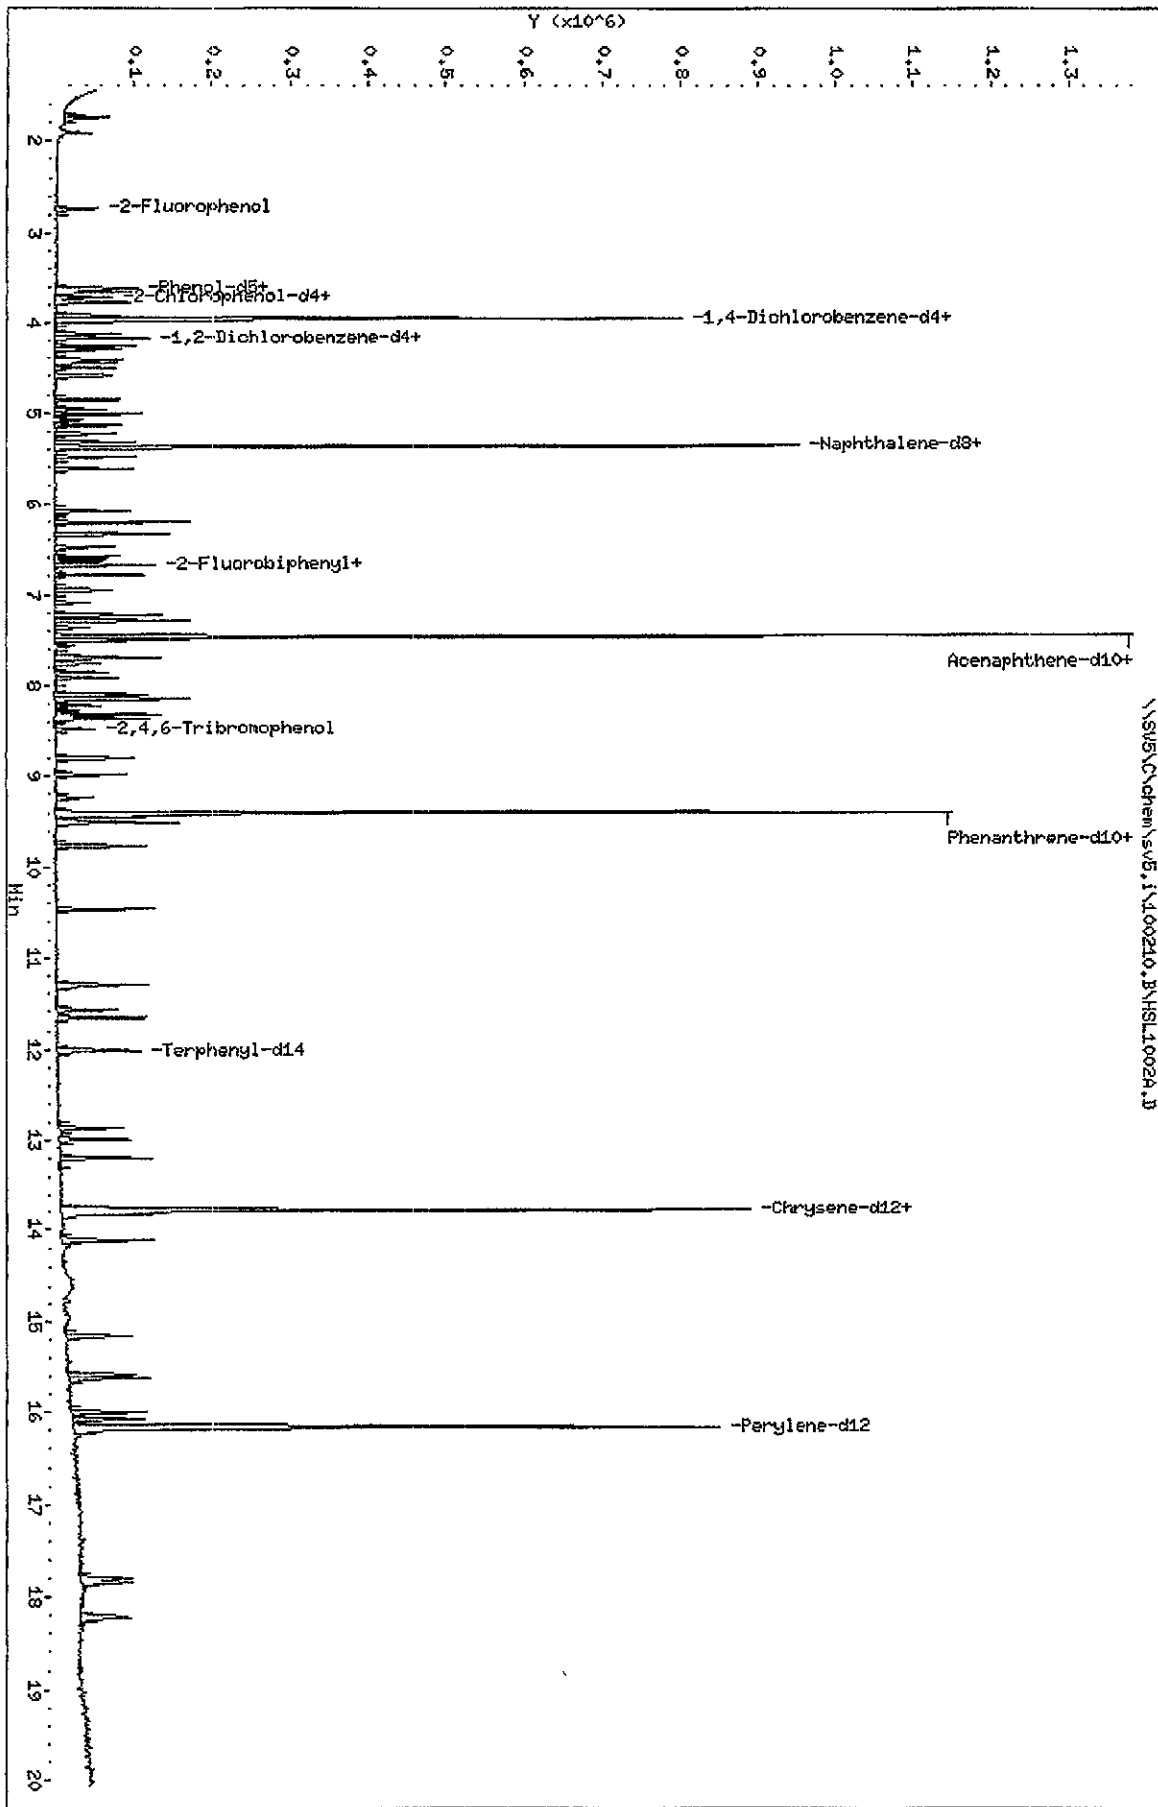 Y (x10^6)
0.1
0.2
0.3
0.4
0.5
0.6
0.7
0.8
0.9
1.0
1.1
1.2
1.3
2
3
4
5
6
7
8
9
10
11
12
13
14
15
16
17
18
19
20
Min
-2-Fluorophenol
-Phenol-d5+
-2-Chlorophenol-d4+
-1,4-Dichlorobenzene-d4+
-1,2-Dichlorobenzene-d4+
-Naphthalene-d8+
-2-Fluorobiphenyl+
Acenaphthene-d10+
-2,4,6-Tribromophenol
Phenanthrene-d10+
-Terphenyl-d14
-Chrysene-d12+
-Perylene-d12
\\SV5\C\chem\sv5.i\100210.B\HSL1002A.D